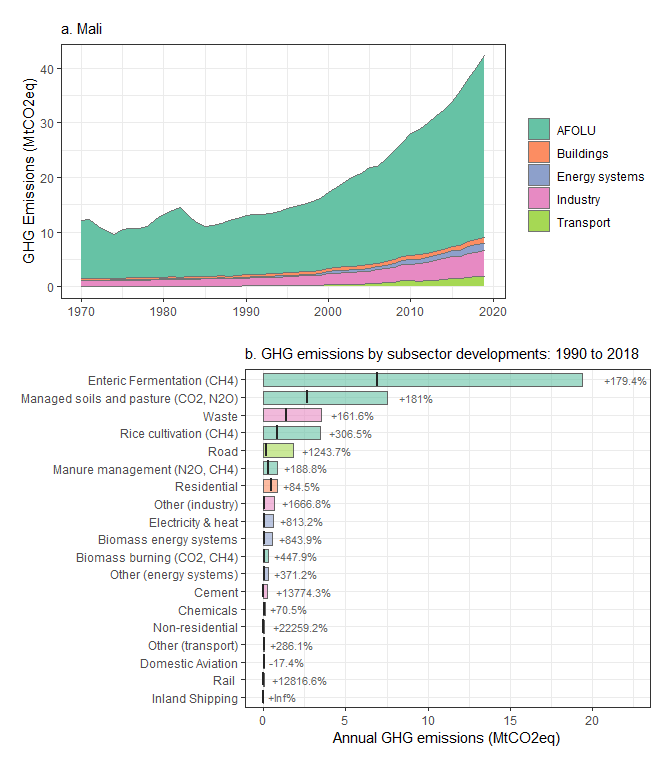 a. Mali
GHG Emissions (MtCO2eq)
40
30
20
10
0
1970 1980 1990 2000 2010 2020
AFOLU
Buildings
Energy systems
Industry
Transport
b. GHG emissions by subsector developments: 1990 to 2018
Enteric Fermentation (CH4) +179.4%
Managed soils and pasture (CO2, N2O) +181%
Waste +161.6%
Rice cultivation (CH4) +306.5%
Road +1243.7%
Manure management (N2O, CH4) +188.8%
Residential +84.5%
Other (industry) +1666.8%
Electricity & heat +813.2%
Biomass energy systems +843.9%
Biomass burning (CO2, CH4) +447.9%
Other (energy systems) +371.2%
Cement +13774.3%
Chemicals +70.5%
Non-residential +22259.2%
Other (transport) +286.1%
Domestic Aviation -17.4%
Rail +12816.6%
Inland Shipping +Inf%
0 5 10 15 20
Annual GHG emissions (MtCO2eq)